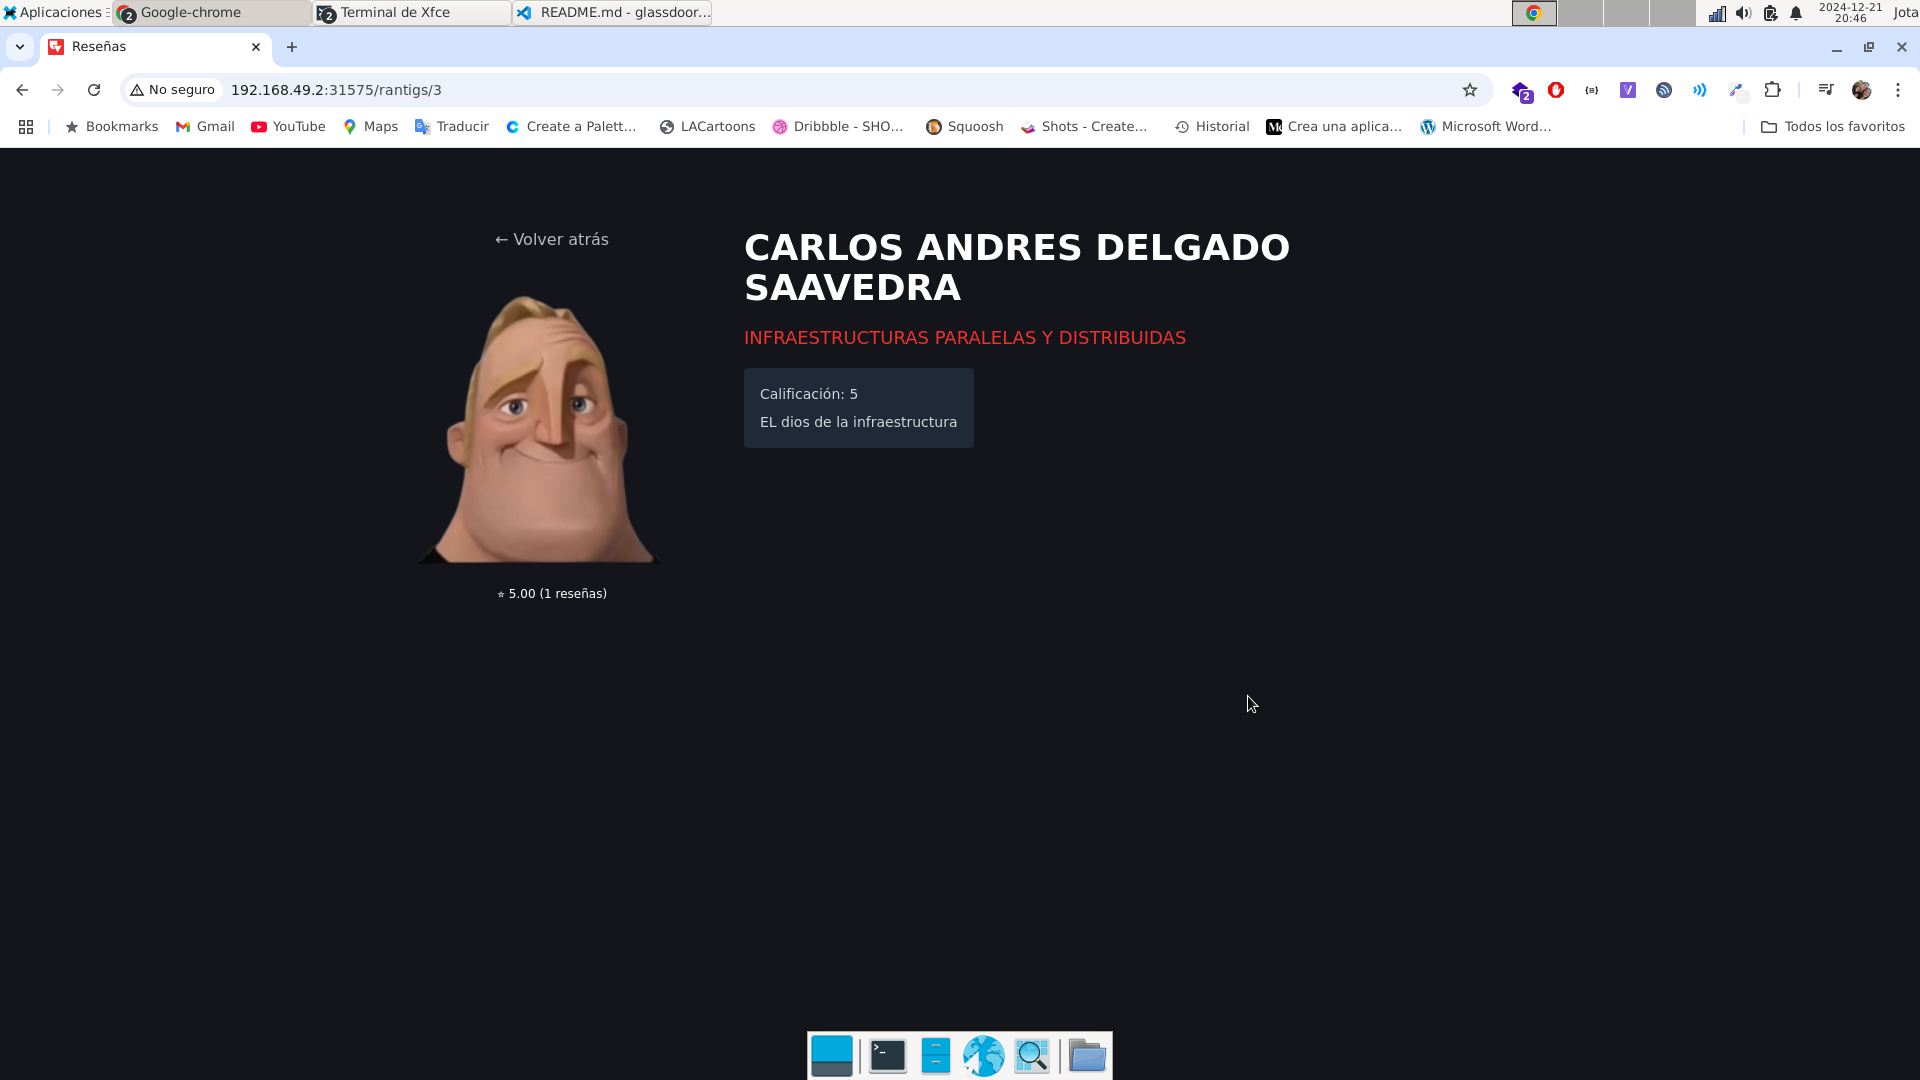 Aplicaciones
2 Google-chrome
2 Terminal de Xfce
README.md - glassdoor...
2024-12-21
20:46
Jota
Reseñas
No seguro
192.168.49.2:31575/rantigs/3
2
Bookmarks
Gmail
YouTube
Maps
Traducir
Create a Palett...
LACartoons
Dribbble - SHO...
Squoosh
Shots - Create...
Historial
Crea una aplica...
Microsoft Word...
Todos los favoritos
← Volver atrás
CARLOS ANDRES DELGADO
SAAVEDRA
INFRAESTRUCTURAS PARALELAS Y DISTRIBUIDAS
Calificación: 5
EL dios de la infraestructura
⭐ 5.00 (1 reseñas)